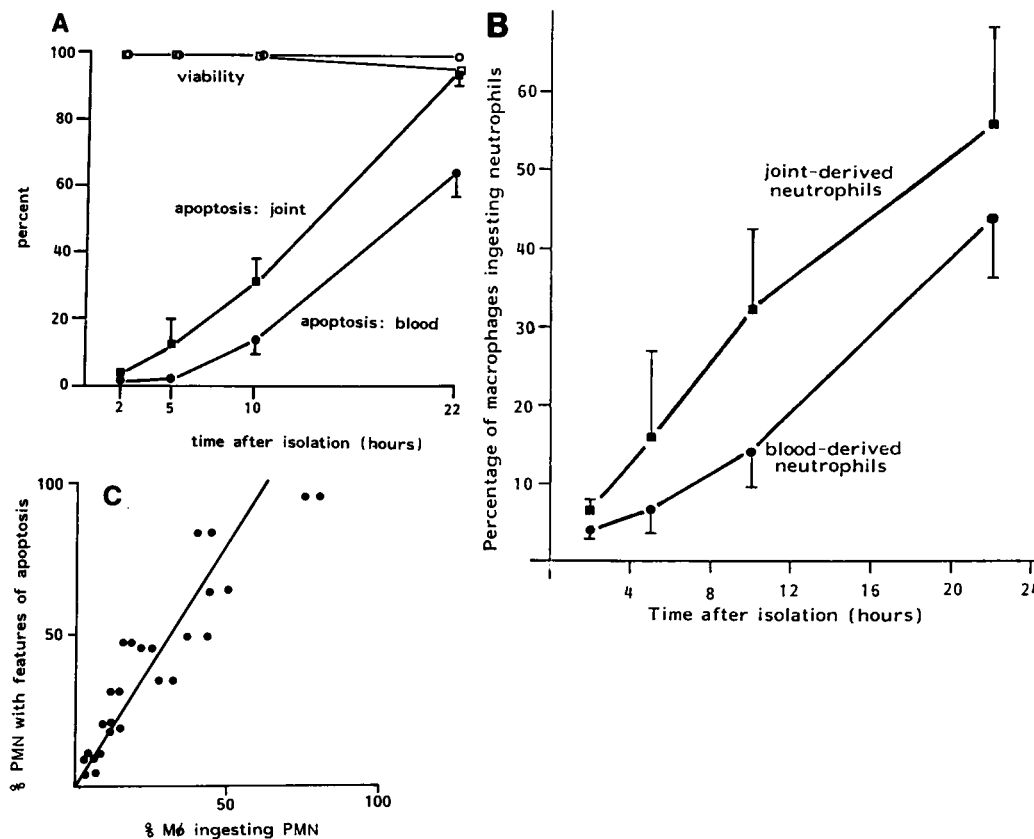 A
100
80
60
40
20
0
percent
viability
apoptosis: joint
apoptosis: blood
2 5 10 22
time after isolation (hours)
B
60
50
40
30
20
10
Percentage of macrophages ingesting neutrophils
joint-derived
neutrophils
blood-derived
neutrophils
4 8 12 16 20 24
Time after isolation (hours)
C
100
50
% PMN with features of apoptosis
50 100
% Mø ingesting PMN